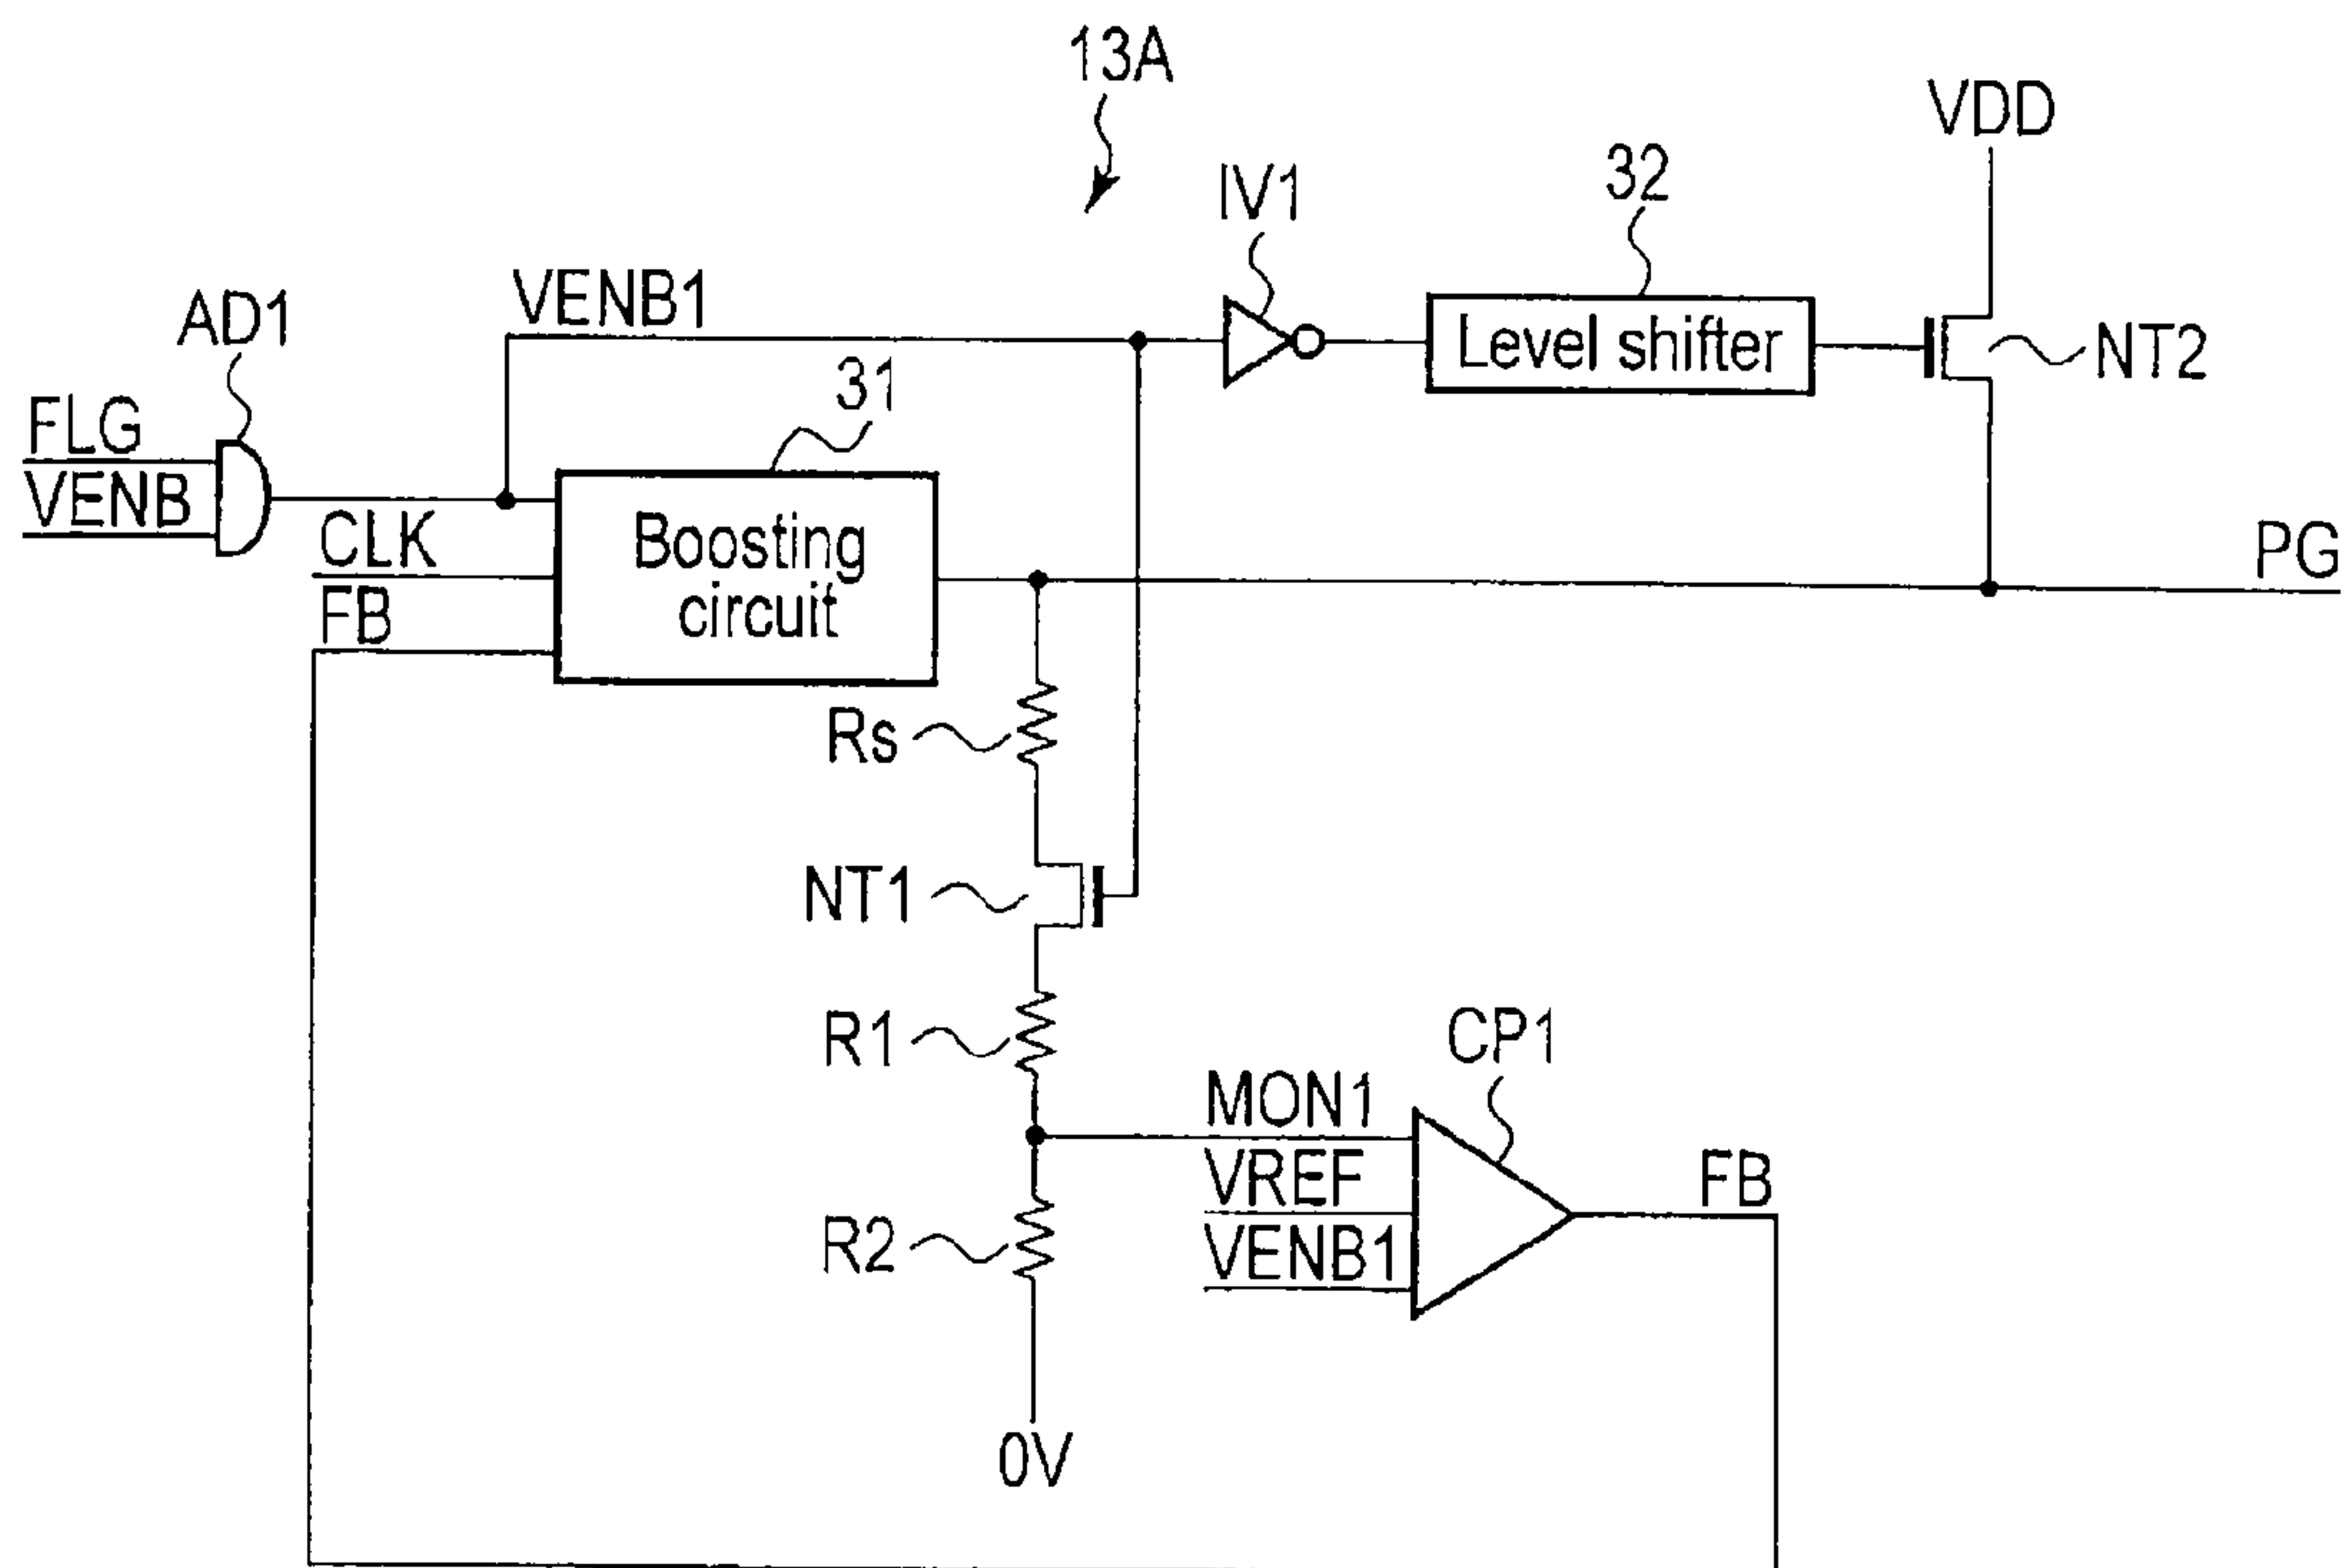 13A
VDD
IV1
32
VENB1
AD1
Level shifter
NT2
31
FLG
VENB
CLK
Boosting
circuit
PG
FB
Rs
NT1
R1
CP1
MON1
VREF
FB
R2
VENB1
0V